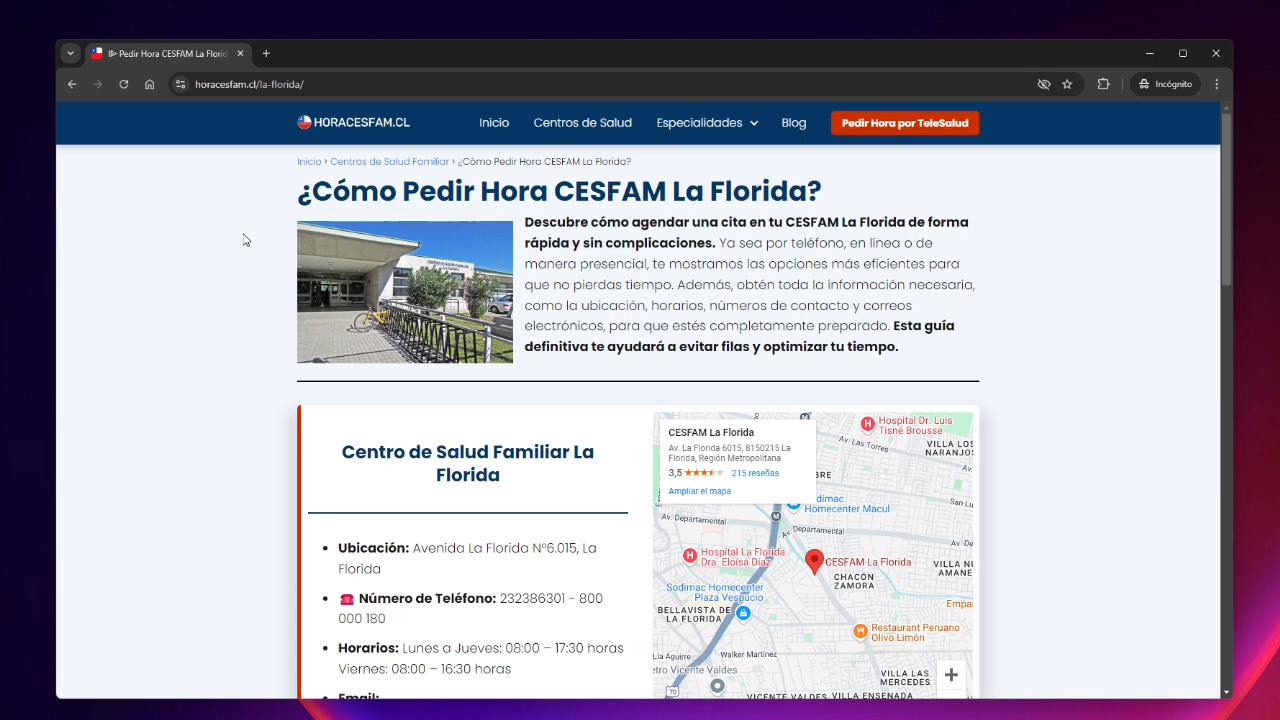 Pedir Hora CESFAM La Florid
horacesfam.cl/la-florida/
Incógnito
HORACESFAM.CL
Inicio
Centros de Salud
Especialidades
Blog
Pedir Hora por TeleSalud
Inicio › Centros de Salud Familiar › ¿Cómo Pedir Hora CESFAM La Florida?
¿Cómo Pedir Hora CESFAM La Florida?
Descubre cómo agendar una cita en tu CESFAM La Florida de forma
rápida y sin complicaciones. Ya sea por teléfono, en línea o de
manera presencial, te mostramos las opciones más eficientes para
que no pierdas tiempo. Además, obtén toda la información necesaria,
como la ubicación, horarios, números de contacto y correos
electrónicos, para que estés completamente preparado. Esta guía
definitiva te ayudará a evitar filas y optimizar tu tiempo.
Centro de Salud Familiar La
Florida
Ubicación: Avenida La Florida Nº6.015, La
Florida
Número de Teléfono: 232386301 - 800
000 180
Horarios: Lunes a Jueves: 08:00 – 17:30 horas
Viernes: 08:00 – 16:30 horas
Email:
CESFAM La Florida
Av. La Florida 6015, 8150215 La
Florida, Región Metropolitana
3,5
215 reseñas
Ampliar el mapa
Hospital Dr. Luis
Tisné Brousse
Av. Las Torres
VILLA LOS
NARANJOS
BRE
San Lu
Sodimac
Homecenter Macul
Av. Departamental
Av. Departamental
Av. De
Hospital La Florida
Dra. Eloísa Díaz
CESFAM La Florida
CHACÓN
ZAMORA
VILLA NU
AMANE
Sodimac Homecenter
Plaza Vespucio
Empa
BELLAVISTA DE
LA FLORIDA
Restaurant Peruano
Olivo Limón
lia Aguirre
Walker Martínez
etro Vicente Valdes
VILLA LAS
MERCEDES
70
VICENTE VALDES
VILLA ENSENADA